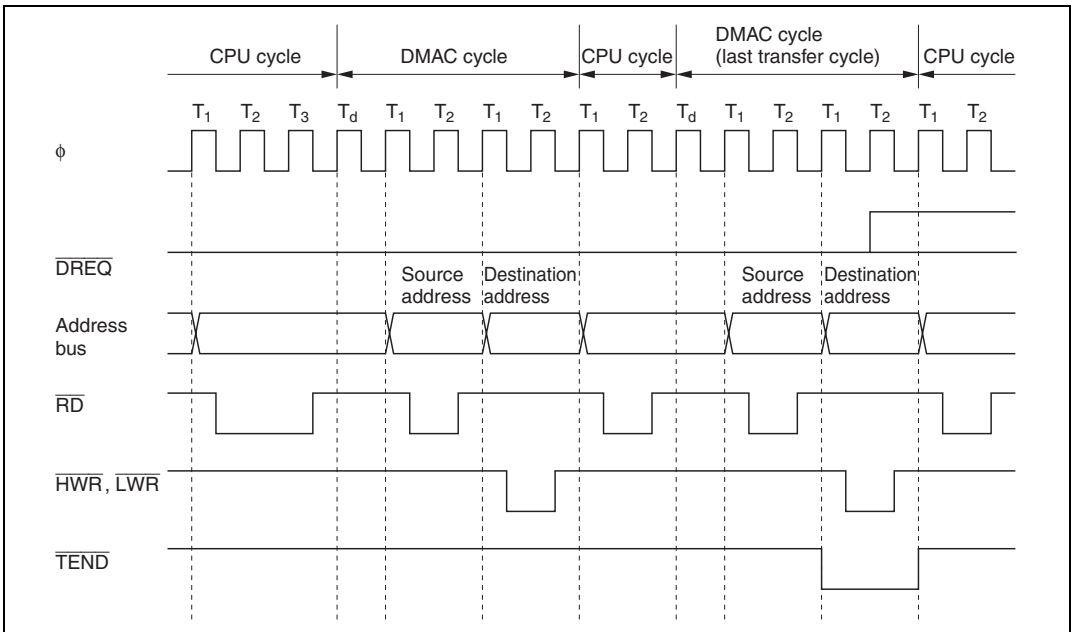 CPU cycle DMAC cycle CPU cycle DMAC cycle (last transfer cycle) CPU cycle
T1 T2 T3 Td T1 T2 T1 T2 T1 T2 Td T1 T2 T1 T2 T1 T2
φ
DREQ
Source address Destination address Source address Destination address
Address
bus
RD
HWR, LWR
TEND